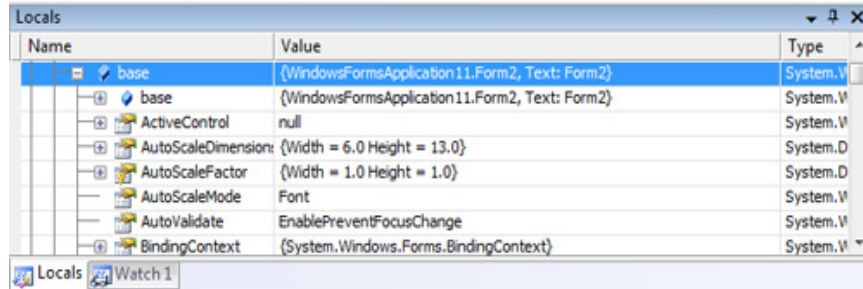 Locals
Name Value Type
base {WindowsFormsApplication11.Form2, Text: Form2} System.W
base {WindowsFormsApplication11.Form2, Text: Form2} System.W
ActiveControl null System.W
AutoScaleDimension: {Width = 6.0 Height = 13.0} System.D
AutoScaleFactor {Width = 1.0 Height = 1.0} System.D
AutoScaleMode Font System.W
AutoValidate EnablePreventFocusChange System.W
BindingContext {System.Windows.Forms.BindingContext} System.W
Locals Watch 1